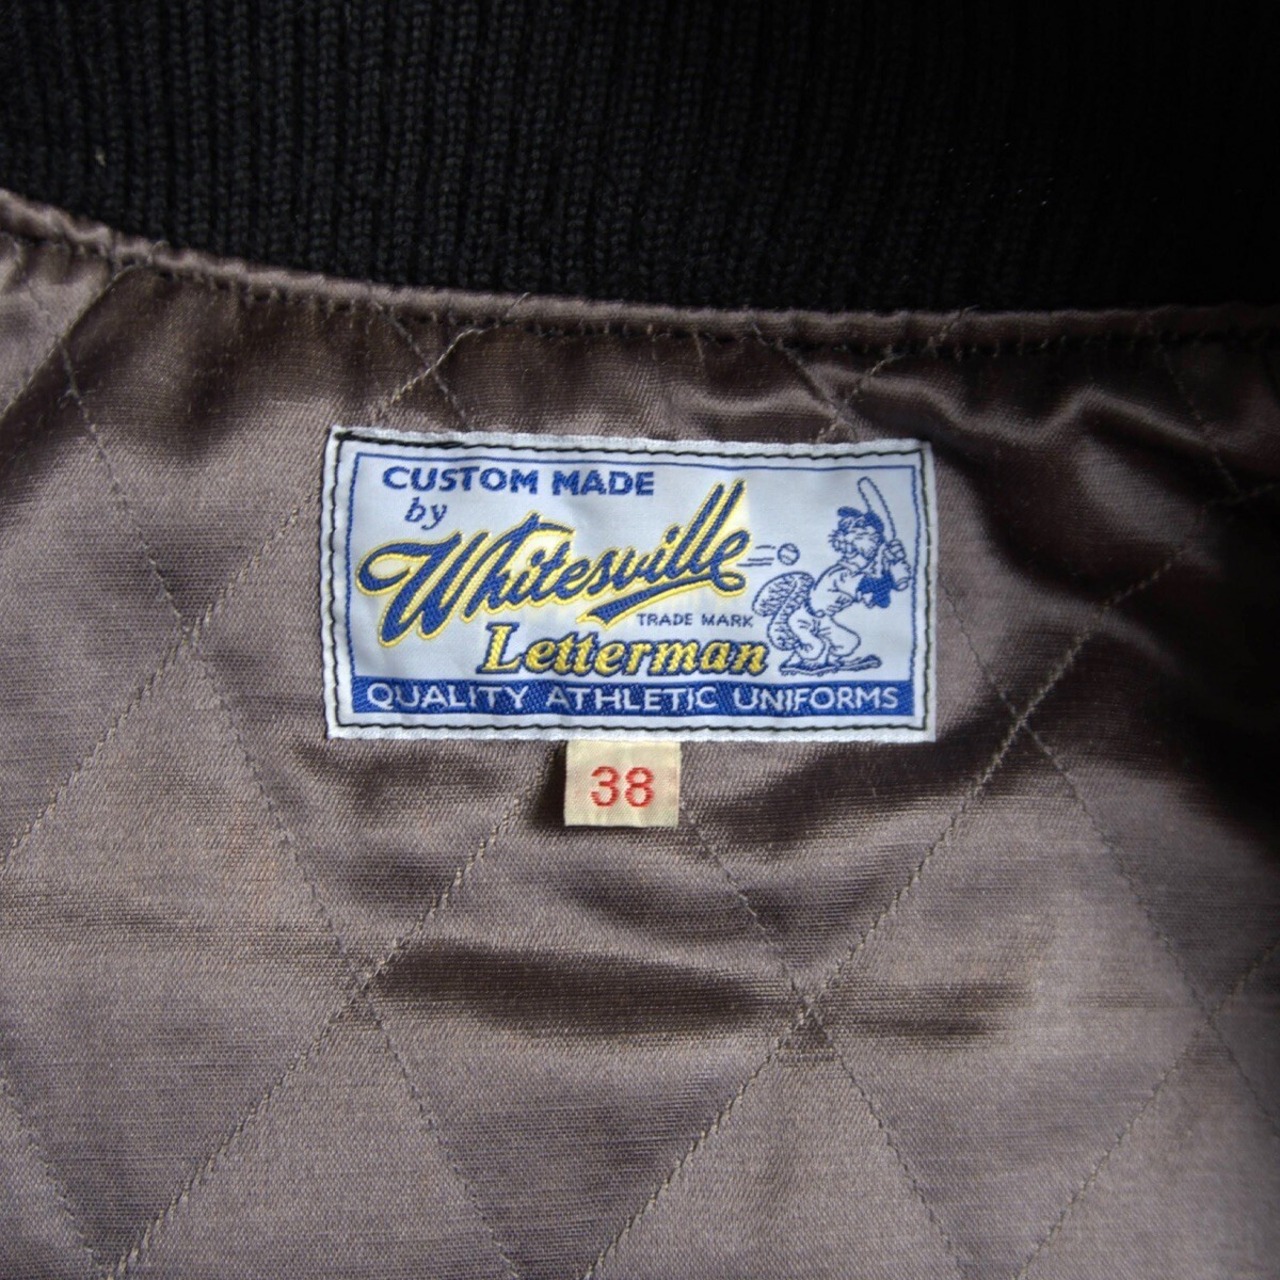 CUSTOM MADE
by
Whitesville
TRADE MARK
Letterman
QUALITY ATHLETIC UNIFORMS
38